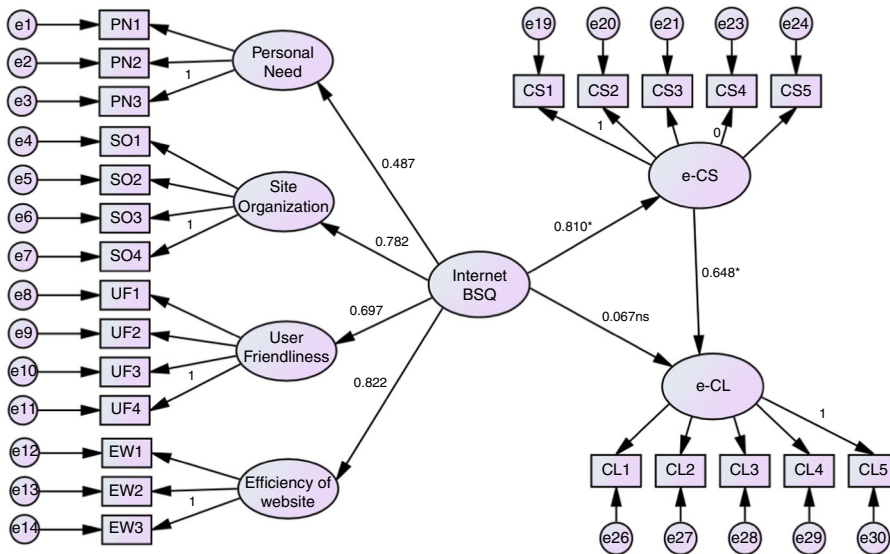 e1 PN1
e2 PN2 1
e3 PN3
Personal
Need
e4 SO1
e5 SO2
e6 SO3
e7 SO4 1
Site
Organization
e8 UF1
e9 UF2
e10 UF3
e11 UF4 1
User
Friendliness
e12 EW1
e13 EW2
e14 EW3 1
Efficiency of
website
0.487
0.782
0.697
0.822
Internet
BSQ
0.810*
0.067ns
0.648*
e19 e20 e21 e23 e24
CS1 CS2 CS3 CS4 CS5
1 0
e-CS
e-CL
1
CL1 CL2 CL3 CL4 CL5
e26 e27 e28 e29 e30